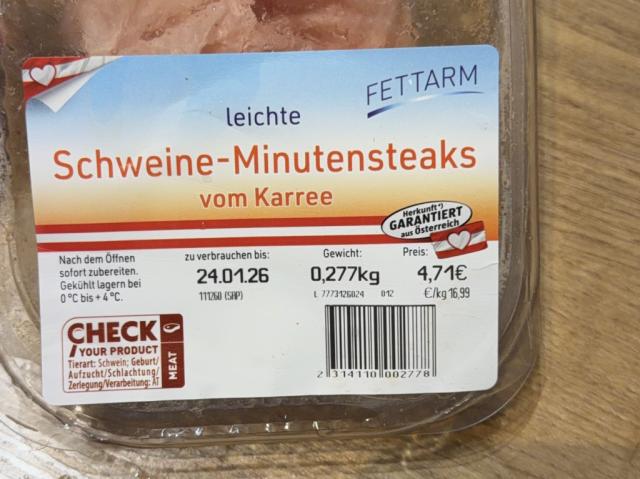 FETTARM
leichte
Schweine-Minutensteaks
vom Karree
Herkunft*)
GARANTIERT
aus Österreich
Nach dem Öffnen
sofort zubereiten.
Gekühlt lagern bei
0°C bis + 4°C.
zu verbrauchen bis:
24.01.26
111260 (SHP)
Gewicht:
0,277kg
L 7773126024 012
Preis:
4,71€
€/kg 16,99
CHECK
YOUR PRODUCT
Tierart: Schwein; Geburt/
Aufzucht/Schlachtung/
Zerlegung/Verarbeitung: AT
MEAT
2 314110 002778